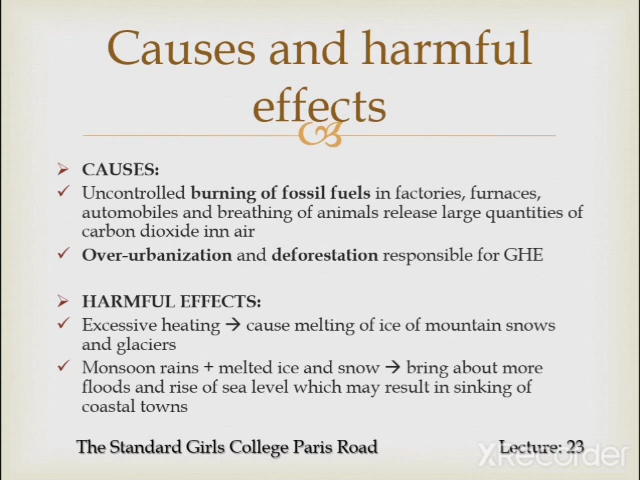 Causes and harmful
effects
CAUSES:
Uncontrolled burning of fossil fuels in factories, furnaces,
automobiles and breathing of animals release large quantities of
carbon dioxide inn air
Over-urbanization and deforestation responsible for GHE
HARMFUL EFFECTS:
Excessive heating → cause melting of ice of mountain snows
and glaciers
Monsoon rains + melted ice and snow → bring about more
floods and rise of sea level which may result in sinking of
coastal towns
The Standard Girls College Paris Road Lecture: 23
XRecorder